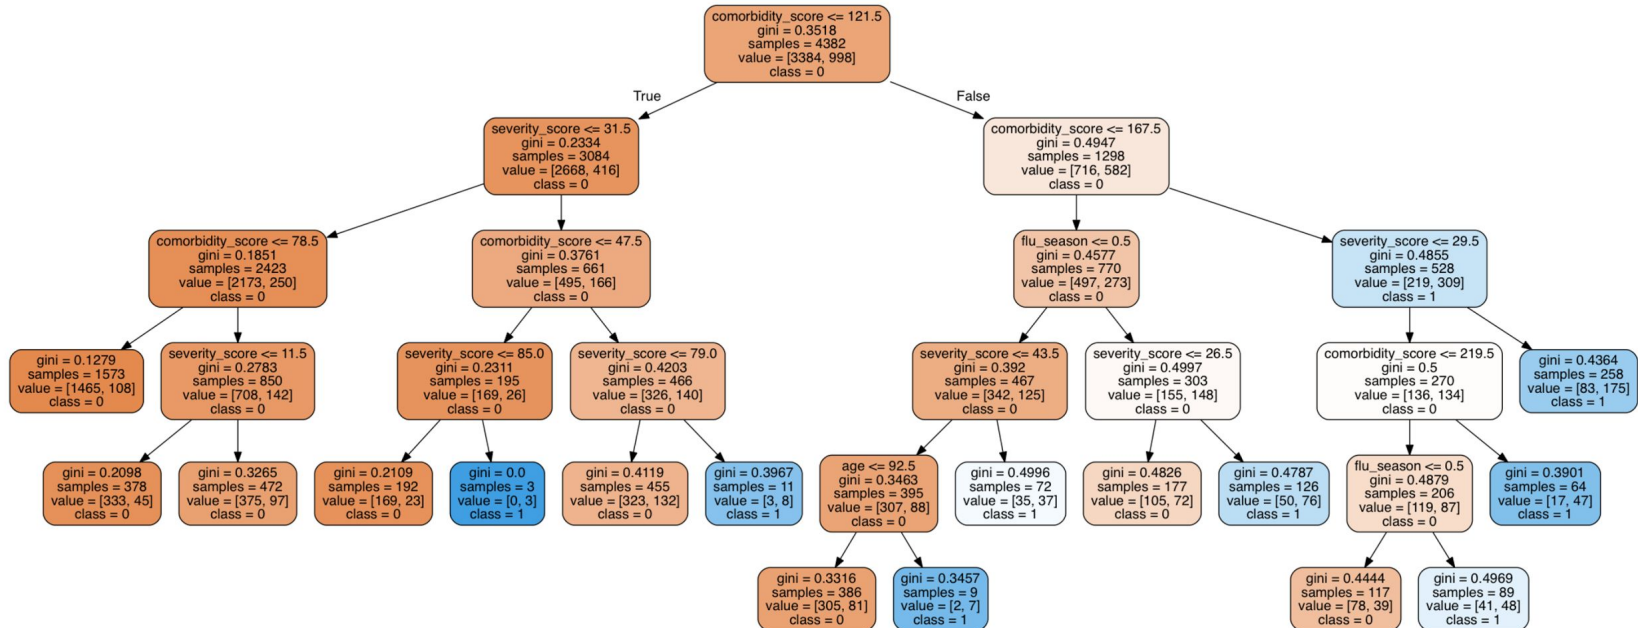 comorbidity_score <= 121.5
gini = 0.3518
samples = 4382
value = [3384, 998]
class = 0
True
False
severity_score <= 31.5
gini = 0.2334
samples = 3084
value = [2668, 416]
class = 0
comorbidity_score <= 167.5
gini = 0.4947
samples = 1298
value = [716, 582]
class = 0
comorbidity_score <= 78.5
gini = 0.1851
samples = 2423
value = [2173, 250]
class = 0
comorbidity_score <= 47.5
gini = 0.3761
samples = 661
value = [495, 166]
class = 0
flu_season <= 0.5
gini = 0.4577
samples = 770
value = [497, 273]
class = 0
severity_score <= 29.5
gini = 0.4855
samples = 528
value = [219, 309]
class = 1
gini = 0.1279
samples = 1573
value = [1465, 108]
class = 0
severity_score <= 11.5
gini = 0.2783
samples = 850
value = [708, 142]
class = 0
severity_score <= 85.0
gini = 0.2311
samples = 195
value = [169, 26]
class = 0
severity_score <= 79.0
gini = 0.4203
samples = 466
value = [326, 140]
class = 0
severity_score <= 43.5
gini = 0.392
samples = 467
value = [342, 125]
class = 0
severity_score <= 26.5
gini = 0.4997
samples = 303
value = [155, 148]
class = 0
comorbidity_score <= 219.5
gini = 0.5
samples = 270
value = [136, 134]
class = 0
gini = 0.4364
samples = 258
value = [83, 175]
class = 1
gini = 0.2098
samples = 378
value = [333, 45]
class = 0
gini = 0.3265
samples = 472
value = [375, 97]
class = 0
gini = 0.2109
samples = 192
value = [169, 23]
class = 0
gini = 0.0
samples = 3
value = [0, 3]
class = 1
gini = 0.4119
samples = 455
value = [323, 132]
class = 0
gini = 0.3967
samples = 11
value = [3, 8]
class = 1
age <= 92.5
gini = 0.3463
samples = 395
value = [307, 88]
class = 0
gini = 0.4996
samples = 72
value = [35, 37]
class = 1
gini = 0.4826
samples = 177
value = [105, 72]
class = 0
gini = 0.4787
samples = 126
value = [50, 76]
class = 1
flu_season <= 0.5
gini = 0.4879
samples = 206
value = [119, 87]
class = 0
gini = 0.3901
samples = 64
value = [17, 47]
class = 1
gini = 0.3316
samples = 386
value = [305, 81]
class = 0
gini = 0.3457
samples = 9
value = [2, 7]
class = 1
gini = 0.4444
samples = 117
value = [78, 39]
class = 0
gini = 0.4969
samples = 89
value = [41, 48]
class = 1